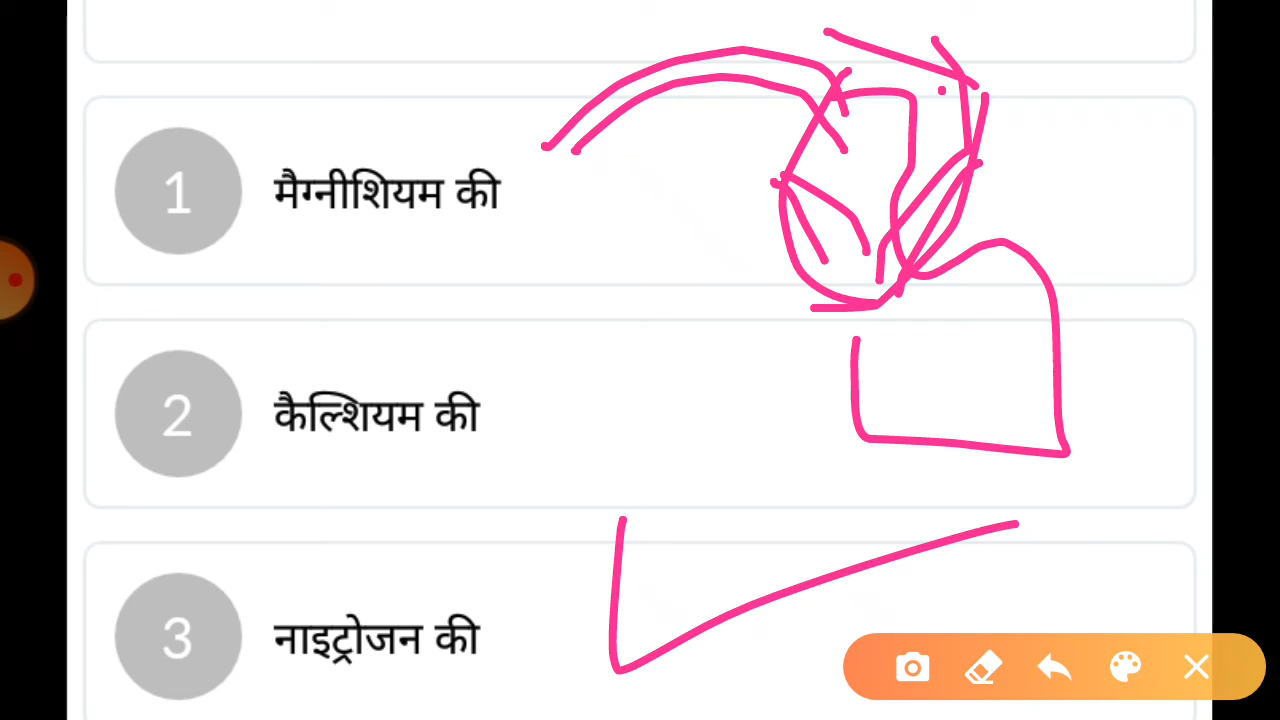 1 मैग्नीशियम की
2 कैल्शियम की
3 नाइट्रोजन की